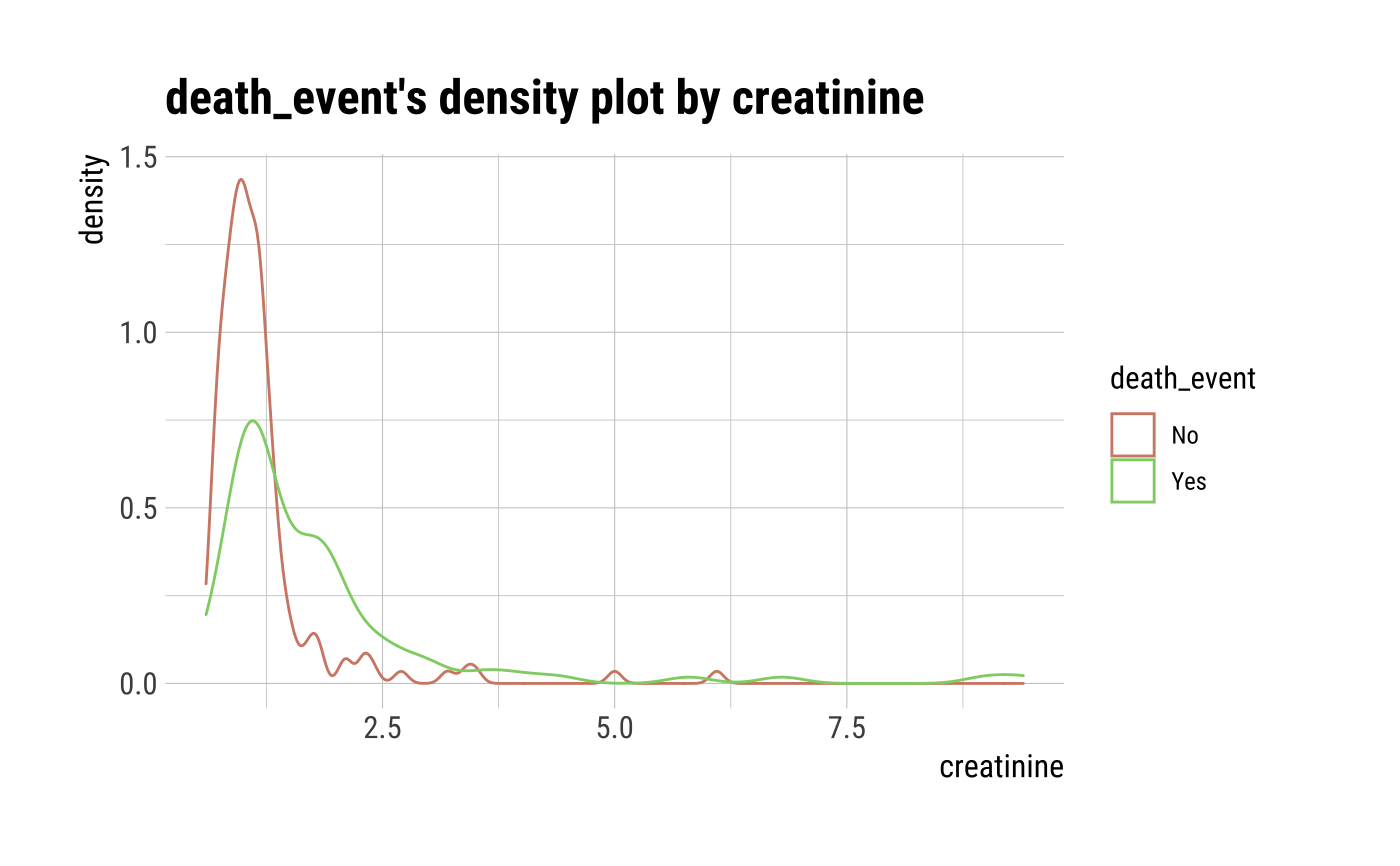 death_event's density plot by creatinine
density
1.5
1.0
0.5
0.0
2.5 5.0 7.5
creatinine
death_event
No
Yes